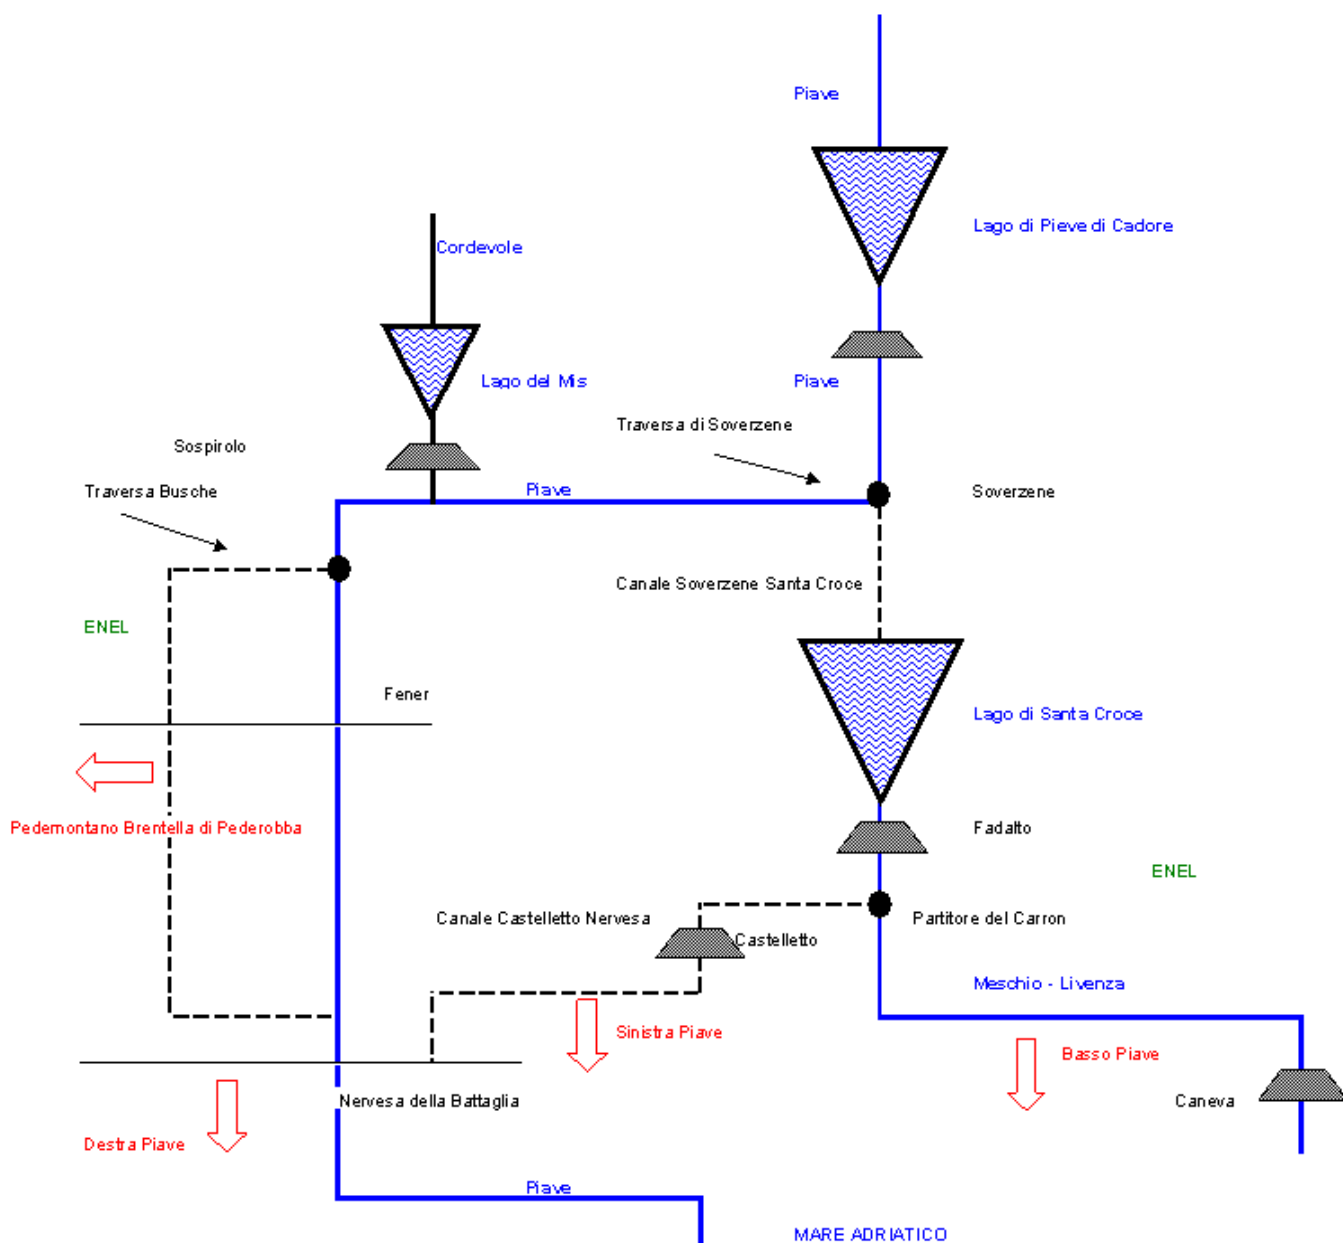 Piave
Lago di Pieve di Cadore
Cordevole
Lago del Mis
Piave
Traversa di Soverzene
Sospirolo
Traversa Busche
Piave
Soverzene
Canale Soverzene Santa Croce
ENEL
Fener
Lago di Santa Croce
Pedemontano Brentella di Pederobba
Fadalto
ENEL
Canale Castelletto Nervesa
Partitore del Carron
Castelletto
Meschio - Livenza
Sinistra Piave
Basso Piave
Nervesa della Battaglia
Caneva
Destra Piave
Piave
MARE ADRIATICO